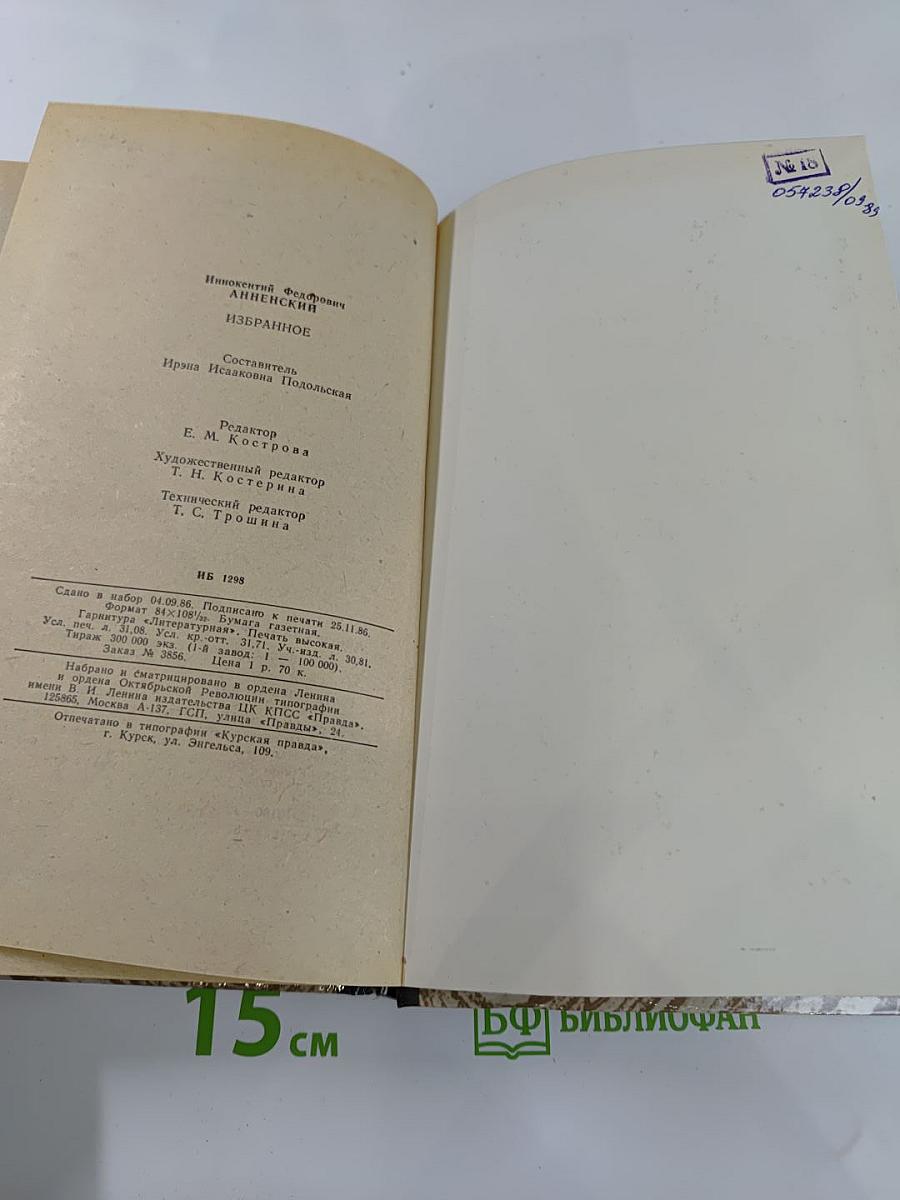 Иннокентий Федорович
АННЕНСКИЙ
ИЗБРАННОЕ
Составитель
Ирэна Исааковна Подольская
Редактор
Е. М. Кострова
Художественный редактор
Т. Н. Костерина
Технический редактор
Т. С. Трошина
ИБ 1298
Сдано в набор 04.09.86. Подписано к печати 25.11.86.
Формат 84×108¹/₃₂. Бумага газетная.
Гарнитура «Литературная». Печать высокая.
Усл. печ. л. 31,08. Усл. кр.-отт. 31,71. Уч.-изд. л. 30,81.
Тираж 300 000 экз. (1-й завод: 1 — 100 000).
Заказ № 3856. Цена 1 р. 70 к.
Набрано и сматрицировано в ордена Ленина
и ордена Октябрьской Революции типографии
имени В. И. Ленина издательства ЦК КПСС «Правда».
125865, Москва А-137, ГСП, улица «Правды», 24.
Отпечатано в типографии «Курская правда»,
г. Курск, ул. Энгельса, 109.
№ 18
057238/0989
15 см
БФ БИБЛИОФАН